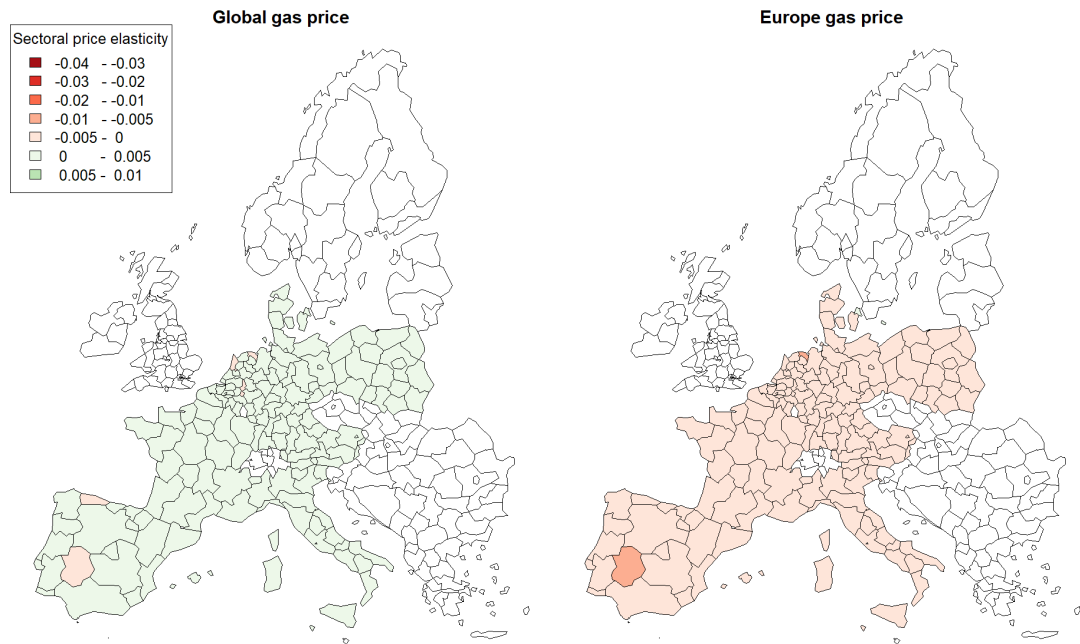 Global gas price
Europe gas price
Sectoral price elasticity
-0.04 - -0.03
-0.03 - -0.02
-0.02 - -0.01
-0.01 - -0.005
-0.005 - 0
0 - 0.005
0.005 - 0.01